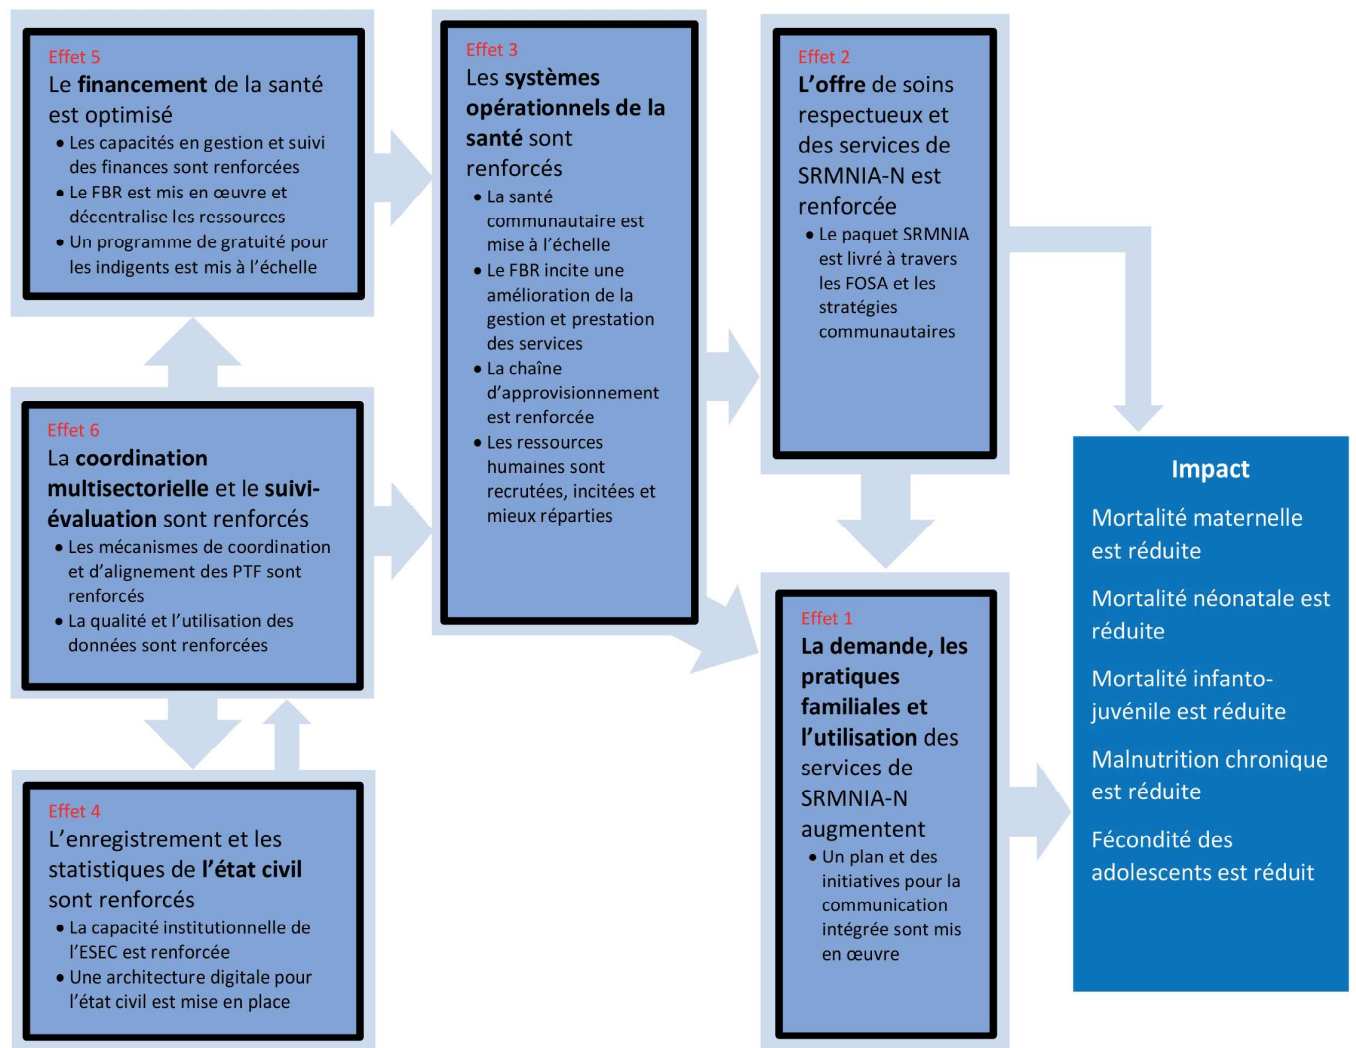 Effet 5
Le financement de la santé
est optimisé
• Les capacités en gestion et suivi
des finances sont renforcées
• Le FBR est mis en œuvre et
décentralise les ressources
• Un programme de gratuité pour
les indigents est mis à l’échelle
Effet 6
La coordination
multisectorielle et le suivi-
évaluation sont renforcés
• Les mécanismes de coordination
et d’alignement des PTF sont
renforcés
• La qualité et l’utilisation des
données sont renforcées
Effet 4
L’enregistrement et les
statistiques de l’état civil
sont renforcés
• La capacité institutionnelle de
l’ESEC est renforcée
• Une architecture digitale pour
l’état civil est mise en place
Effet 3
Les systèmes
opérationnels de la
santé sont
renforcés
• La santé
communautaire est
mise à l’échelle
• Le FBR incite une
amélioration de la
gestion et prestation
des services
• La chaîne
d’approvisionnement
est renforcée
• Les ressources
humaines sont
recrutées, incitées et
mieux réparties
Effet 2
L’offre de soins
respectueux et
des services de
SRMNIA-N est
renforcée
• Le paquet SRMNIA
est livré à travers
les FOSA et les
stratégies
communautaires
Effet 1
La demande, les
pratiques
familiales et
l’utilisation des
services de
SRMNIA-N
augmentent
• Un plan et des
initiatives pour la
communication
intégrée sont mis
en œuvre
Impact
Mortalité maternelle
est réduite
Mortalité néonatale est
réduite
Mortalité infanto-
juvénile est réduite
Malnutrition chronique
est réduite
Fécondité des
adolescents est réduit